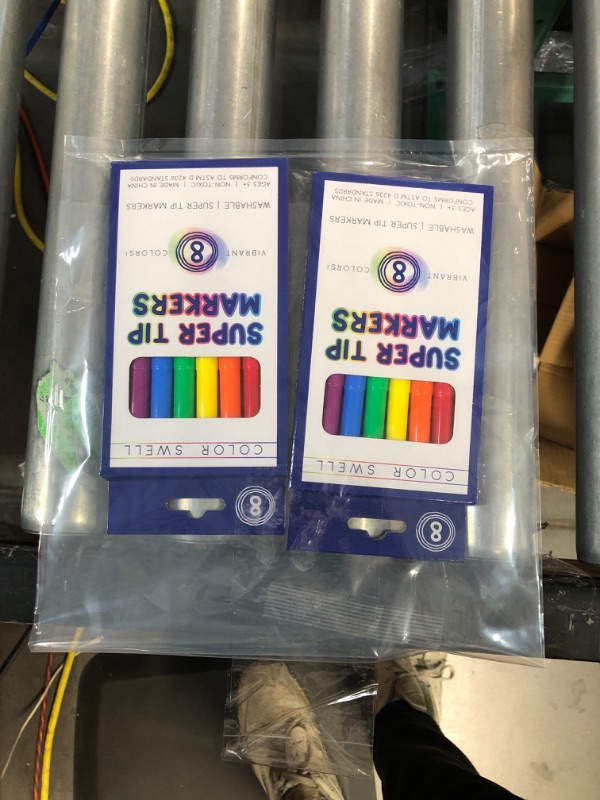 8
COLOR SWELL
SUPER TIP
MARKERS
VIBRANT 8 COLORS!
WASHABLE | SUPER TIP MARKERS
AGES 3+ | NON-TOXIC | MADE IN CHINA
CONFORMS TO ASTM D 4236 STANDARDS
8
COLOR SWELL
SUPER TIP
MARKERS
VIBRANT 8 COLORS!
WASHABLE | SUPER TIP MARKERS
AGES 3+ | NON-TOXIC | MADE IN CHINA
CONFORMS TO ASTM D 4236 STANDARDS